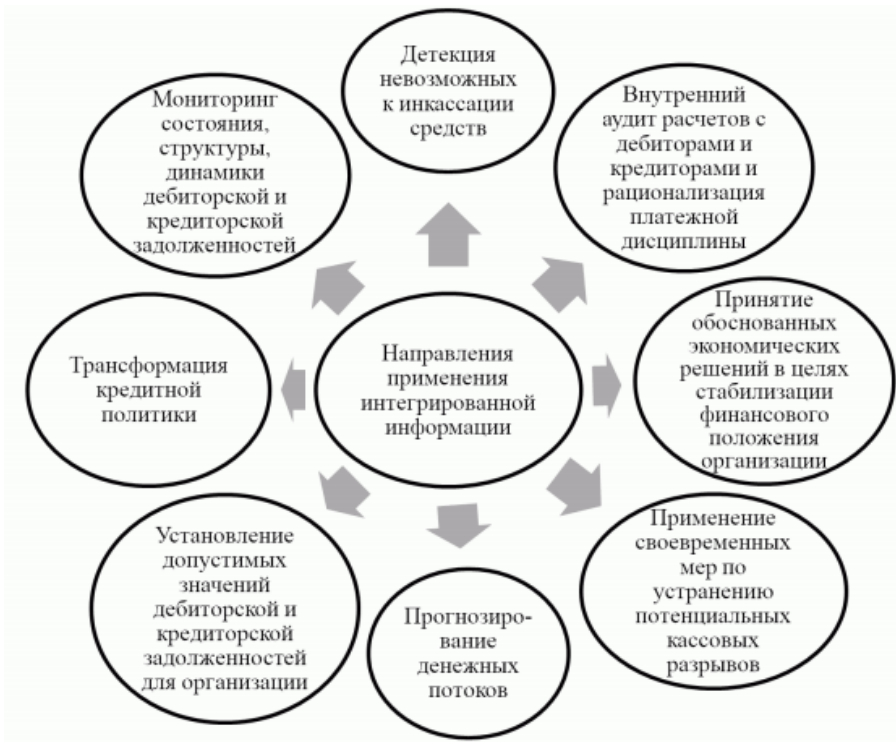 Детекция
невозможных
к инкассации
средств
Мониторинг
состояния,
структуры,
динамики
дебиторской и
кредиторской
задолженностей
Внутренний
аудит расчетов с
дебиторами и
кредиторами и
рационализация
платежной
дисциплины
Трансформация
кредитной
политики
Направления
применения
интегрированной
информации
Принятие
обоснованных
экономических
решений в целях
стабилизации
финансового
положения
организации
Установление
допустимых
значений
дебиторской и
кредиторской
задолженностей
для организации
Прогнозиро-
вание
денежных
потоков
Применение
своевременных
мер по
устранению
потенциальных
кассовых
разрывов